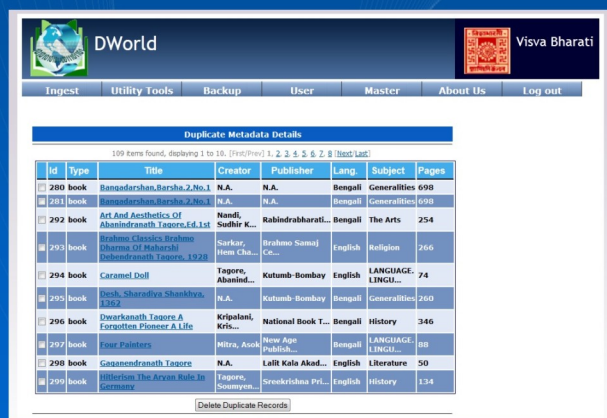 DWorld
Visva Bharati
Ingest Utility Tools Backup User Master About Us Log out
Duplicate Metadata Details
109 items found, displaying 1 to 10. [First/Prev] 1, 2, 3, 4, 5, 6, 7, 8 [Next/Last]
Id Type Title Creator Publisher Lang. Subject Pages
280 book Bangadarshan,Barsha.2,No.1 N.A. N.A. Bengali Generalities 698
281 book Bangadarshan,Barsha.2,No.1 N.A. N.A. Bengali Generalities 698
292 book Art And Aesthetics Of Abanindranath Tagore,Ed.1st Nandi, Sudhir K... Rabindrabharati... Bengali The Arts 254
293 book Brahmo Classics Brahmo Dharma Of Maharshi Debendranath Tagore, 1928 Sarkar, Hem Cha... Brahmo Samaj Ce... English Religion 266
294 book Caramel Doll Tagore, Abanind... Kutumb-Bombay English LANGUAGE. LINGU... 74
295 book Desh, Sharadiya Shankhya, 1362 N.A. Kutumb-Bombay Bengali Generalities 260
296 book Dwarkanath Tagore A Forgotten Pioneer A Life Kripalani, Kris... National Book T... Bengali History 346
297 book Four Painters Mitra, Asok New Age Publish... Bengali LANGUAGE. LINGU... 88
298 book Gaganendranath Tagore N.A. Lalit Kala Akad... English Literature 50
299 book Hitlerism The Aryan Rule In Germany Tagore, Soumyen... Sreekrishna Pri... English History 134
Delete Duplicate Records